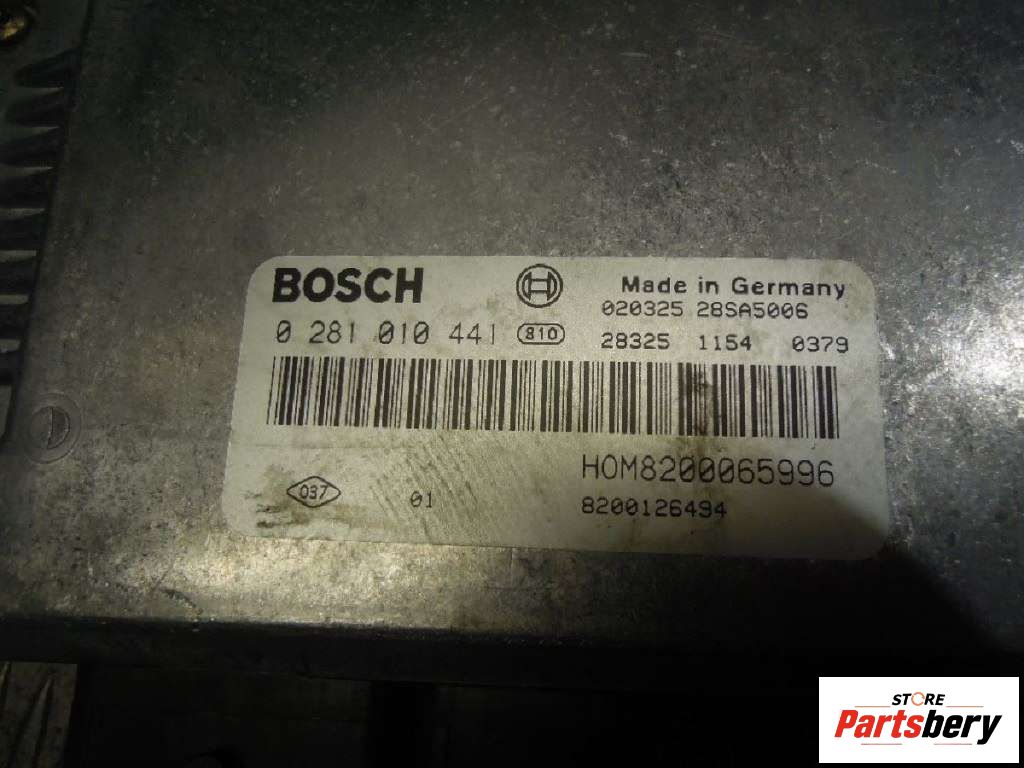 BOSCH
Made in Germany
020325 28SA5006
0 281 010 441 810
28325 1154 0379
HOM8200065996
037 01
8200126494
STORE
Partsbery